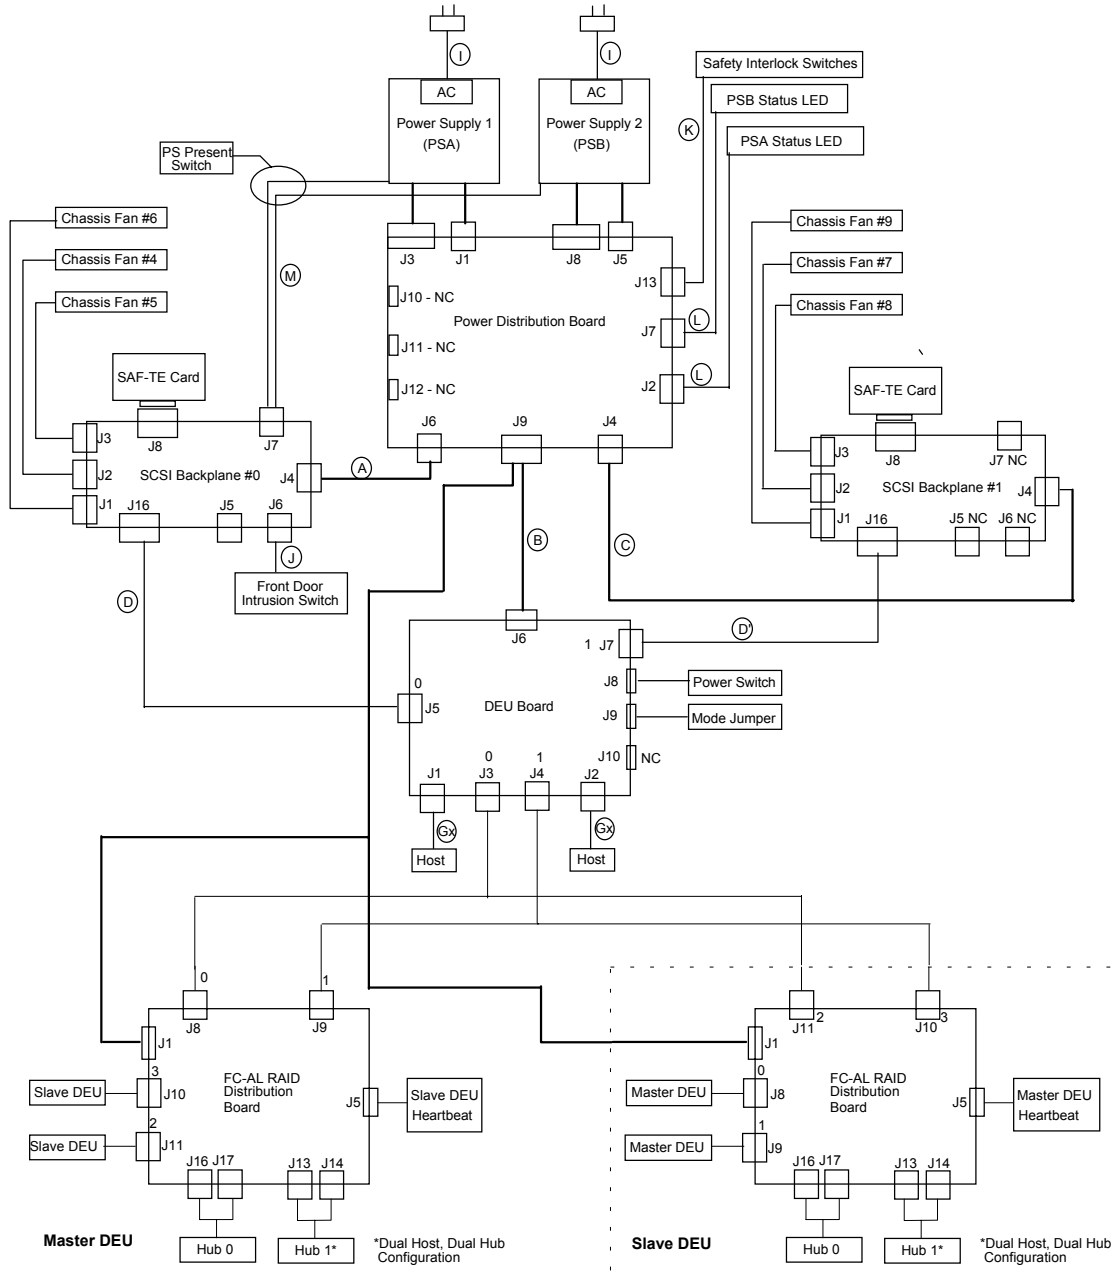 I
I
AC
AC
Power Supply 1
(PSA)
Power Supply 2
(PSB)
Safety Interlock Switches
PSB Status LED
PSA Status LED
K
PS Present
Switch
Chassis Fan #6
Chassis Fan #4
Chassis Fan #5
M
J3
J1
J8
J5
J13
J10 - NC
Power Distribution Board
J7
L
J11 - NC
J12 - NC
J2
L
J6
J9
J4
Chassis Fan #9
Chassis Fan #7
Chassis Fan #8
SAF-TE Card
J8
J7
J3
J2
J1
SCSI Backplane #0
J4
A
J16
J5
J6
J
Front Door
Intrusion Switch
D
B
C
SAF-TE Card
J8
J7 NC
J3
J2
J1
SCSI Backplane #1
J4
J16
J5 NC
J6 NC
D'
J6
1 J7
J8
Power Switch
0
J5
DEU Board
J9
Mode Jumper
J10
NC
0
1
J1
J3
J4
J2
Gx
Gx
Host
Host
0
1
J8
J9
J1
FC-AL RAID
Distribution
Board
3
J10
Slave DEU
2
J11
Slave DEU
J5
Slave DEU
Heartbeat
J16
J17
J13
J14
Hub 0
Hub 1*
Master DEU
*Dual Host, Dual Hub
Configuration
J11
2
J10
3
J1
FC-AL RAID
Distribution
Board
0
J8
Master DEU
1
J9
Master DEU
J5
Master DEU
Heartbeat
J16
J17
J13
J14
Hub 0
Hub 1*
Slave DEU
*Dual Host, Dual Hub
Configuration